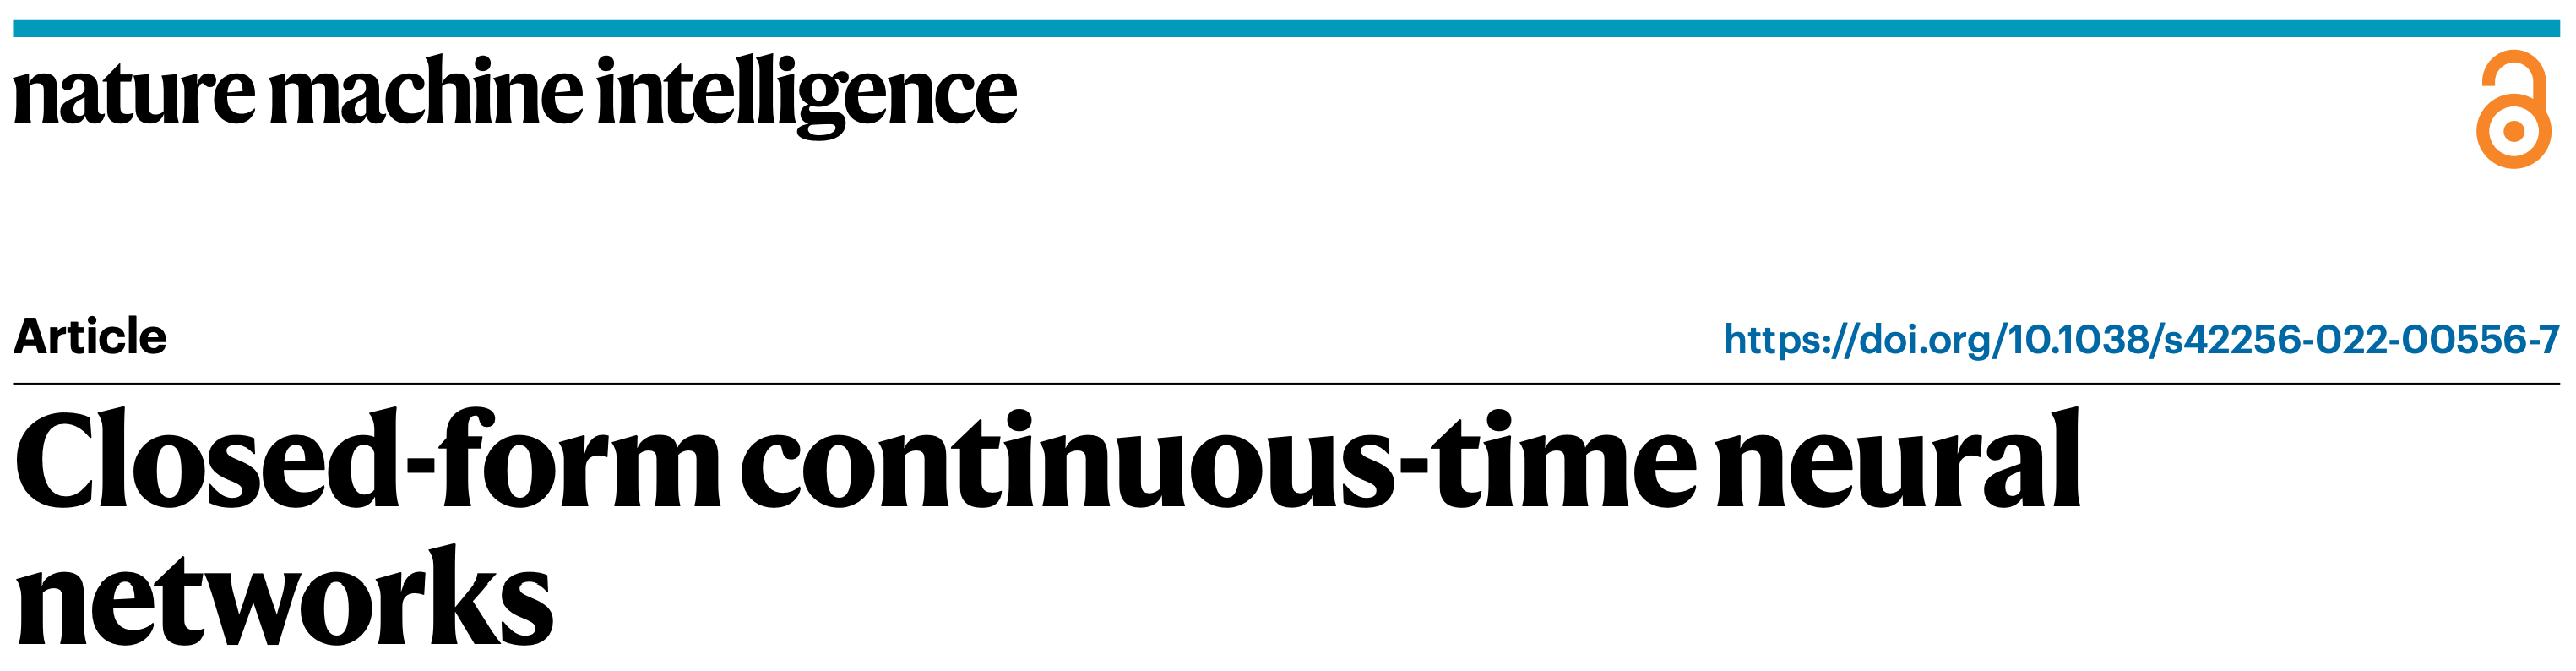 nature machine intelligence
Article
https://doi.org/10.1038/s42256-022-00556-7
Closed-form continuous-time neural
networks